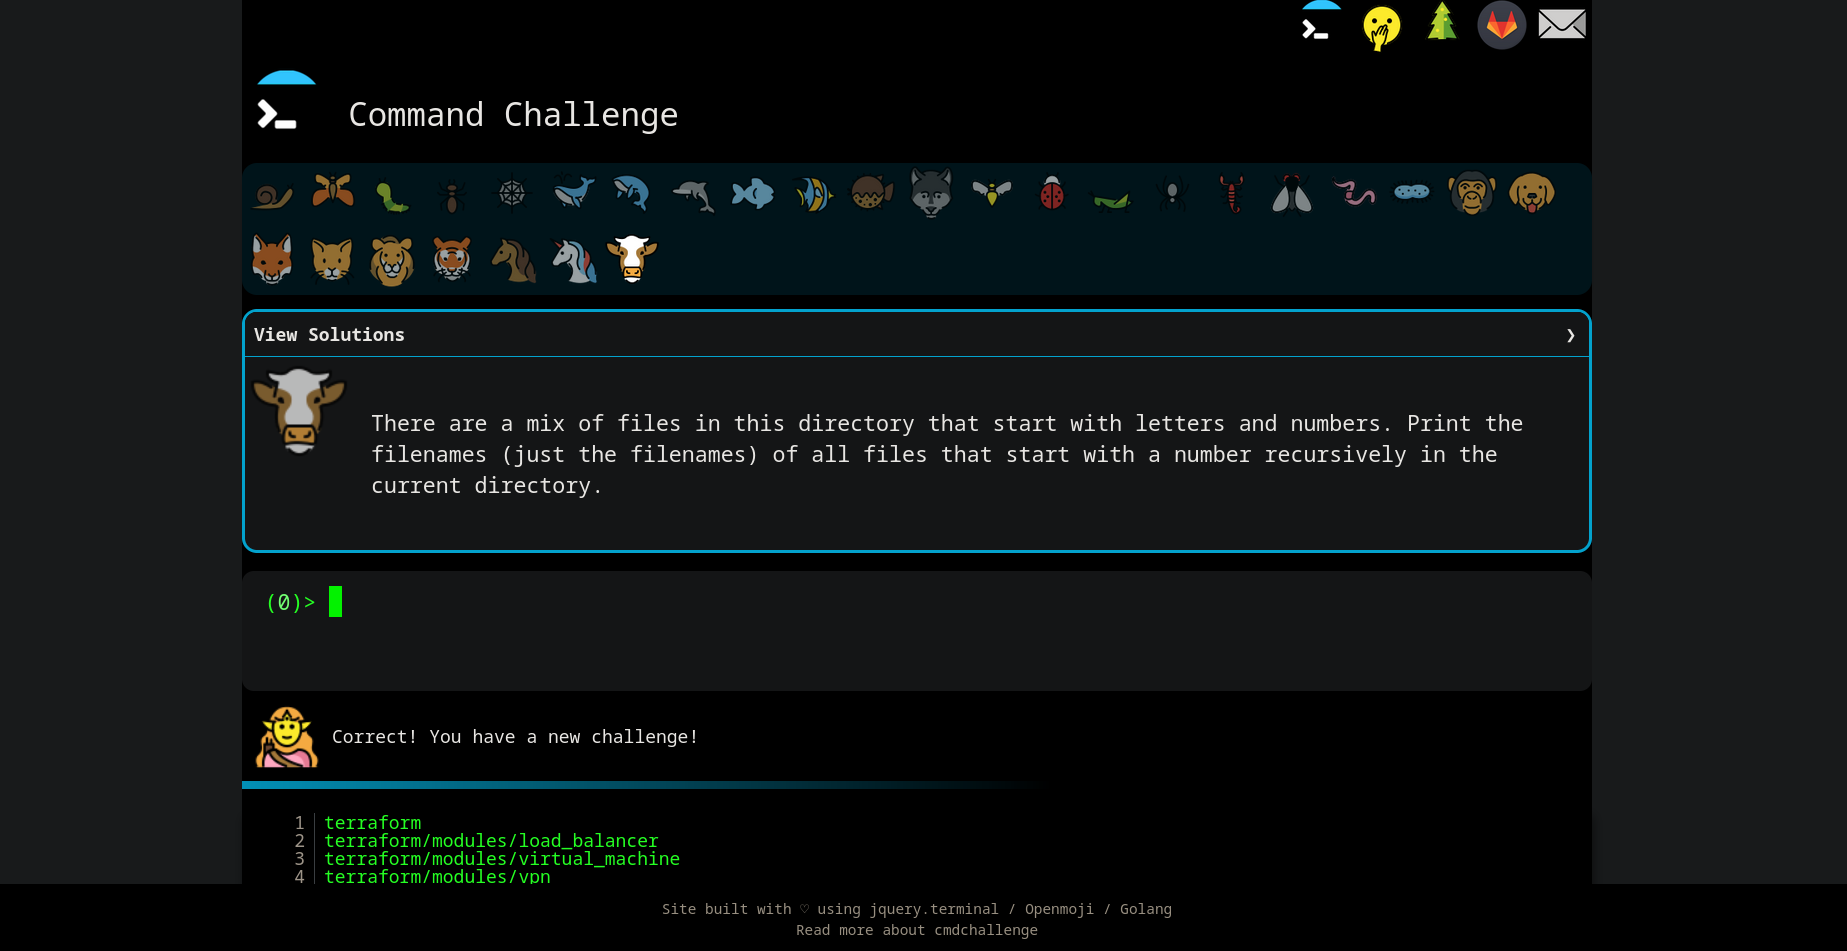 Command Challenge
View Solutions ❯
There are a mix of files in this directory that start with letters and numbers. Print the
filenames (just the filenames) of all files that start with a number recursively in the
current directory.
(0)>
Correct! You have a new challenge!
1 terraform
2 terraform/modules/load_balancer
3 terraform/modules/virtual_machine
4 terraform/modules/vpn
Site built with ♡ using jquery.terminal / Openmoji / Golang
Read more about cmdchallenge